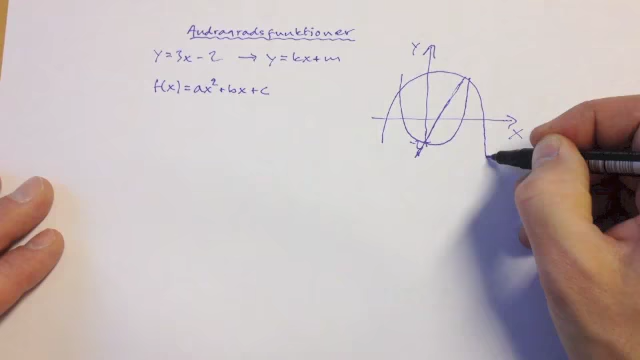 Andragradsfunktioner
y=3x-2 → y=kx+m
f(x)=ax²+bx+c
y
x